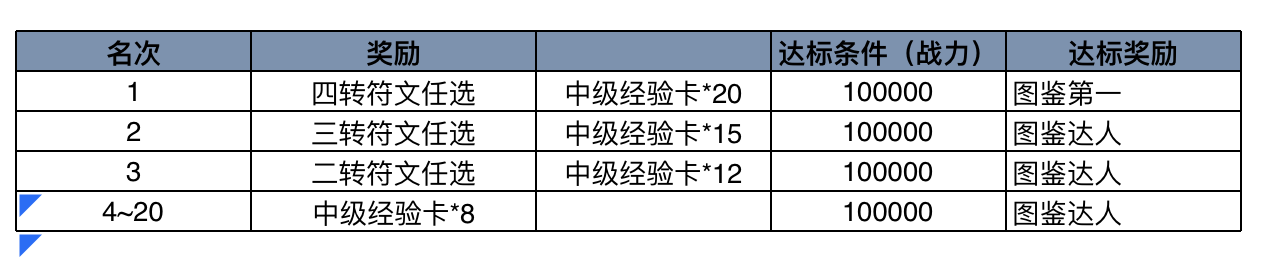 名次 奖励 达标条件（战力） 达标奖励
1 四转符文任选 中级经验卡*20 100000 图鉴第一
2 三转符文任选 中级经验卡*15 100000 图鉴达人
3 二转符文任选 中级经验卡*12 100000 图鉴达人
4~20 中级经验卡*8 100000 图鉴达人